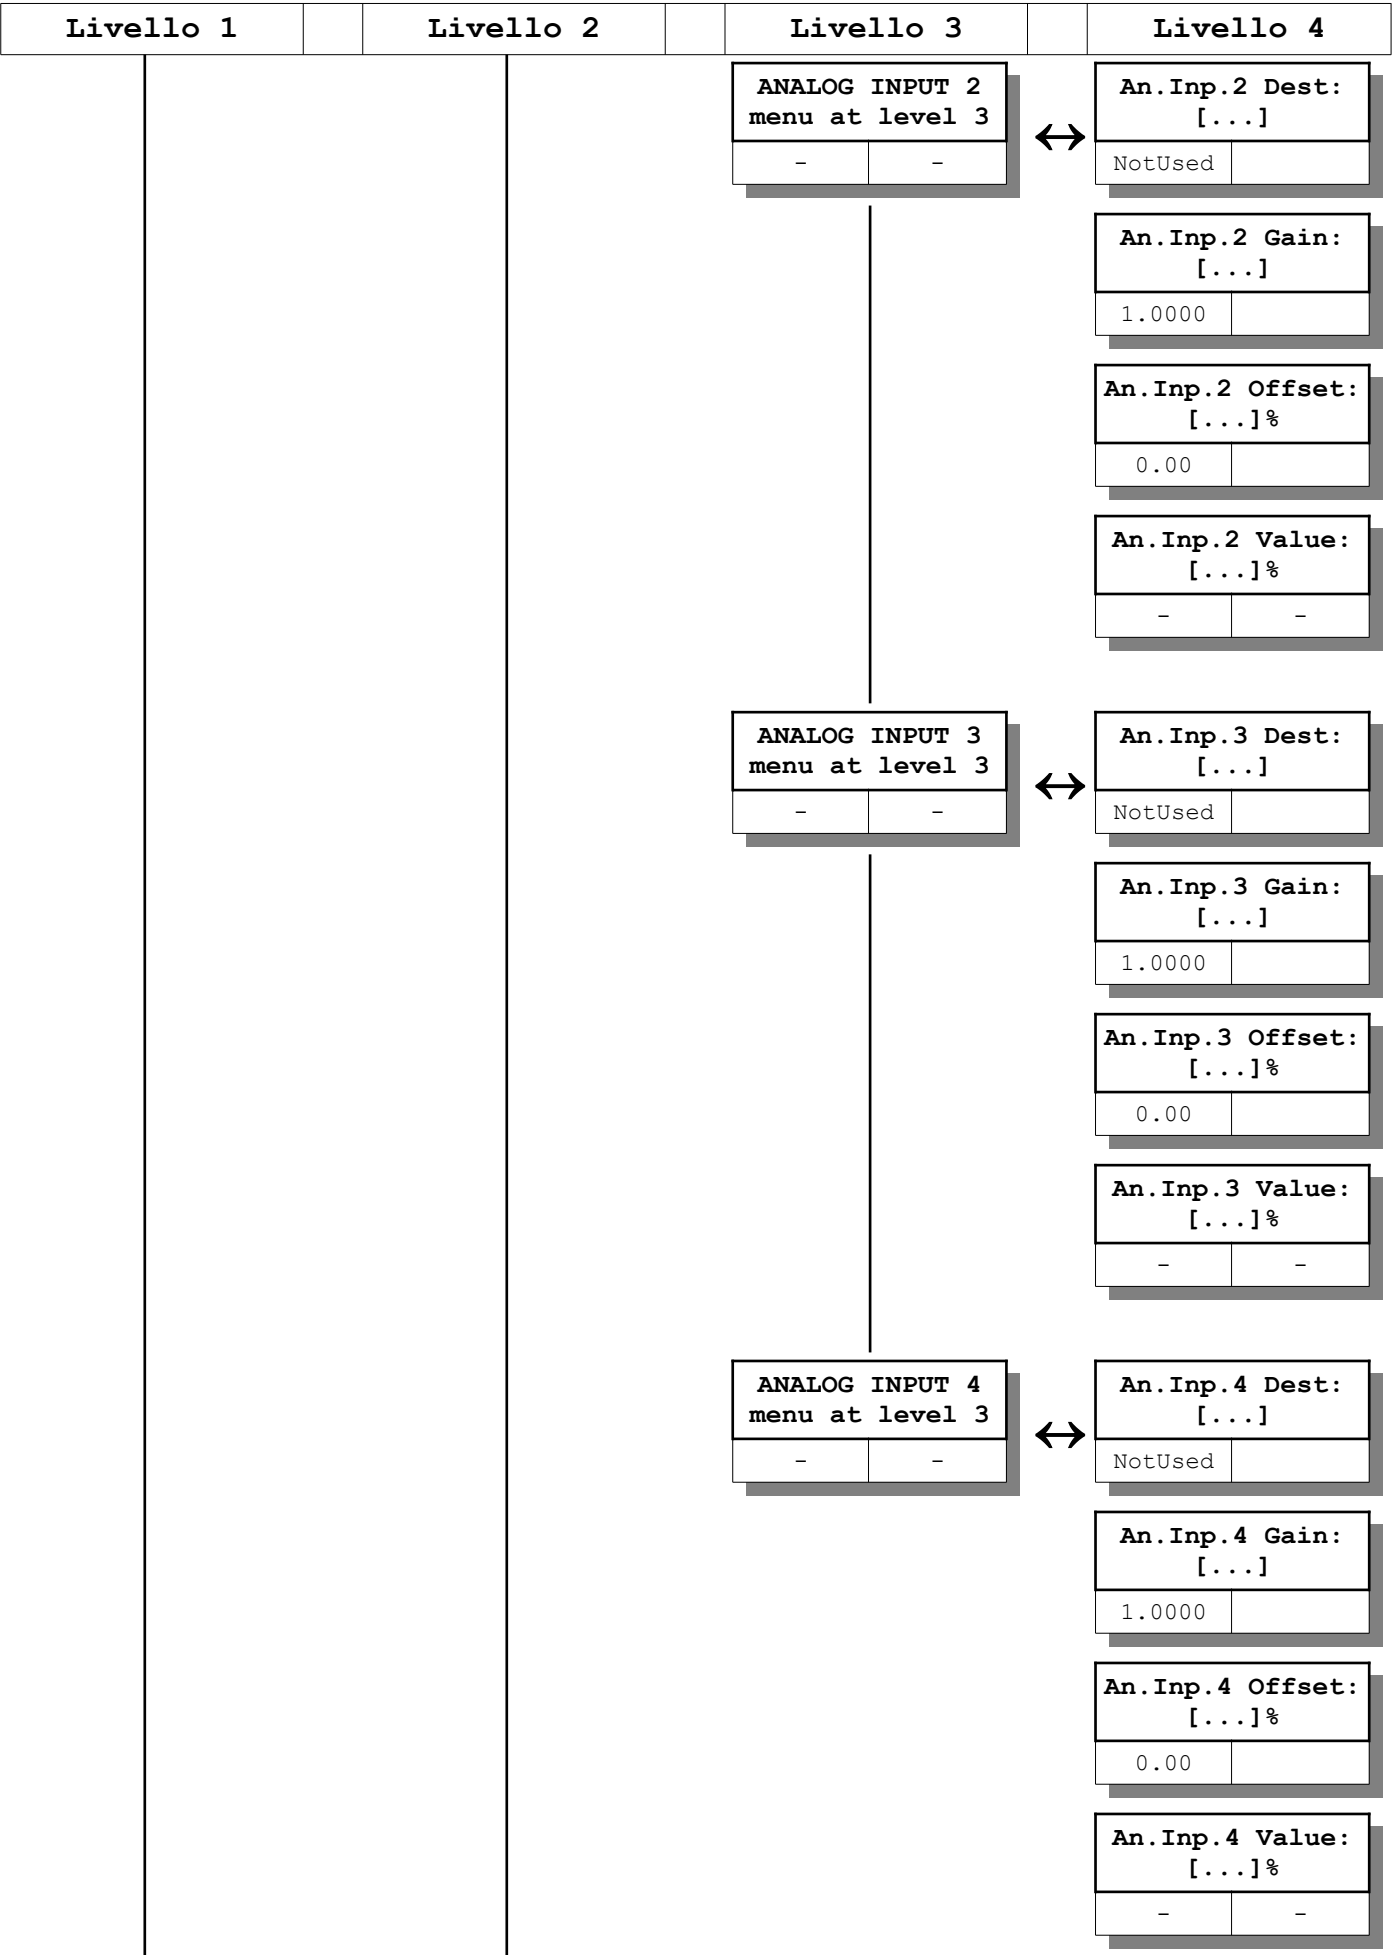 Livello 1 Livello 2 Livello 3 Livello 4
ANALOG INPUT 2
menu at level 3
- -
An.Inp.2 Dest:
[...]
NotUsed
An.Inp.2 Gain:
[...]
1.0000
An.Inp.2 Offset:
[...]%
0.00
An.Inp.2 Value:
[...]%
- -
ANALOG INPUT 3
menu at level 3
- -
An.Inp.3 Dest:
[...]
NotUsed
An.Inp.3 Gain:
[...]
1.0000
An.Inp.3 Offset:
[...]%
0.00
An.Inp.3 Value:
[...]%
- -
ANALOG INPUT 4
menu at level 3
- -
An.Inp.4 Dest:
[...]
NotUsed
An.Inp.4 Gain:
[...]
1.0000
An.Inp.4 Offset:
[...]%
0.00
An.Inp.4 Value:
[...]%
- -